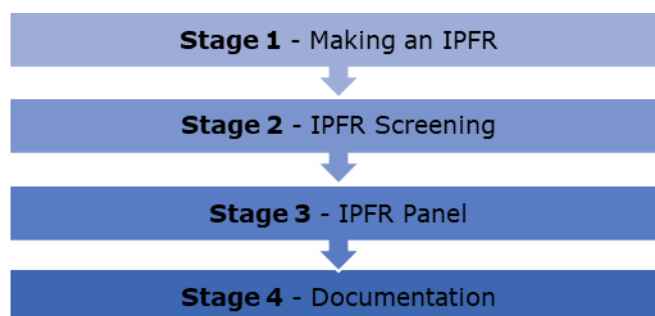 Stage 1 - Making an IPFR
Stage 2 - IPFR Screening
Stage 3 - IPFR Panel
Stage 4 - Documentation